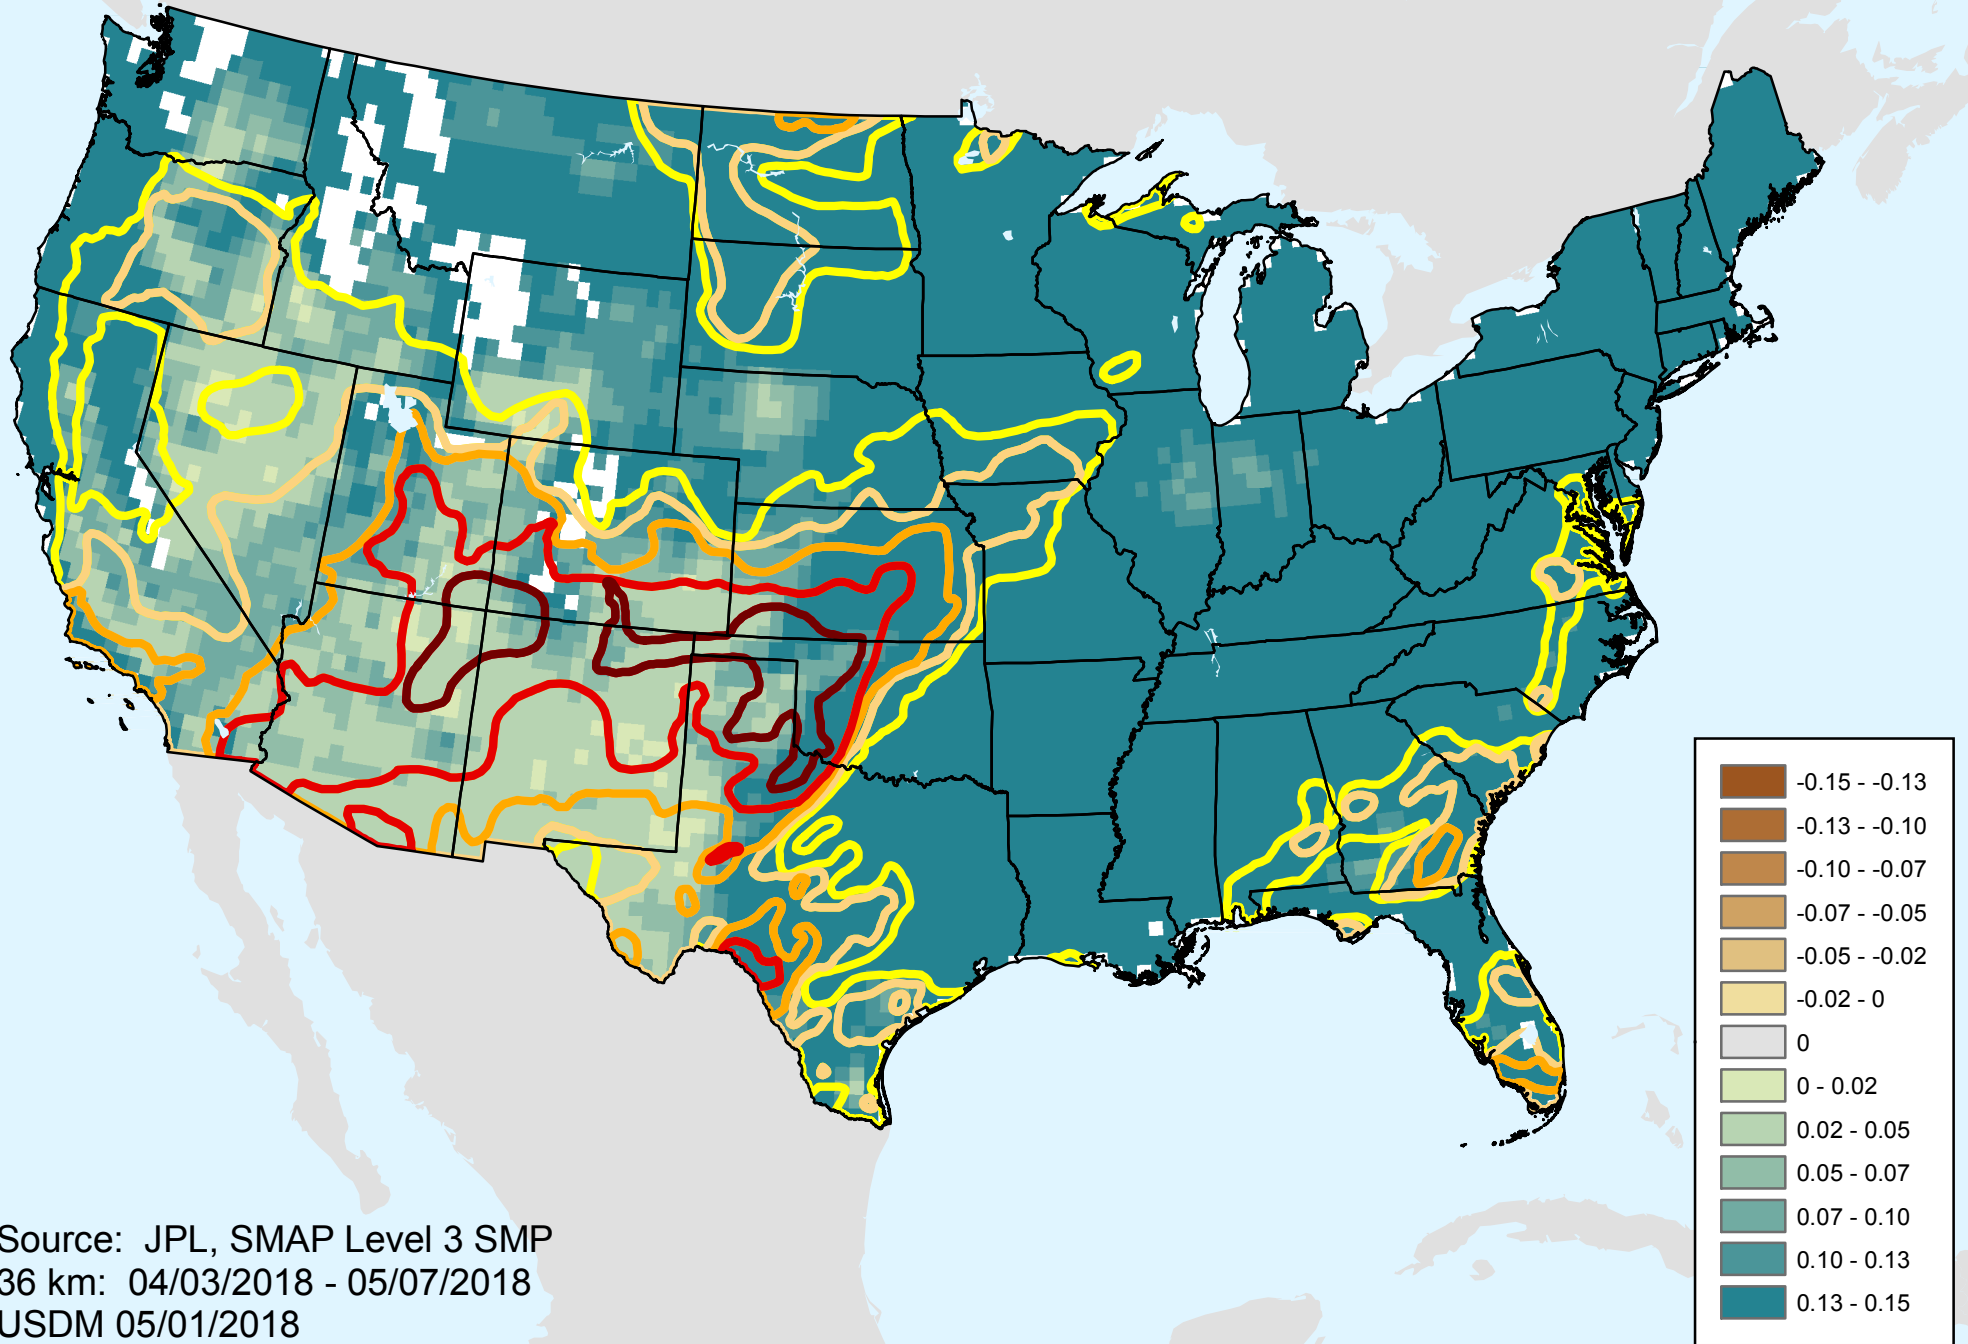 -0.15 - -0.13
-0.13 - -0.10
-0.10 - -0.07
-0.07 - -0.05
-0.05 - -0.02
-0.02 - 0
0
0 - 0.02
0.02 - 0.05
0.05 - 0.07
0.07 - 0.10
0.10 - 0.13
0.13 - 0.15
Source: JPL, SMAP Level 3 SMP
36 km: 04/03/2018 - 05/07/2018
USDM 05/01/2018